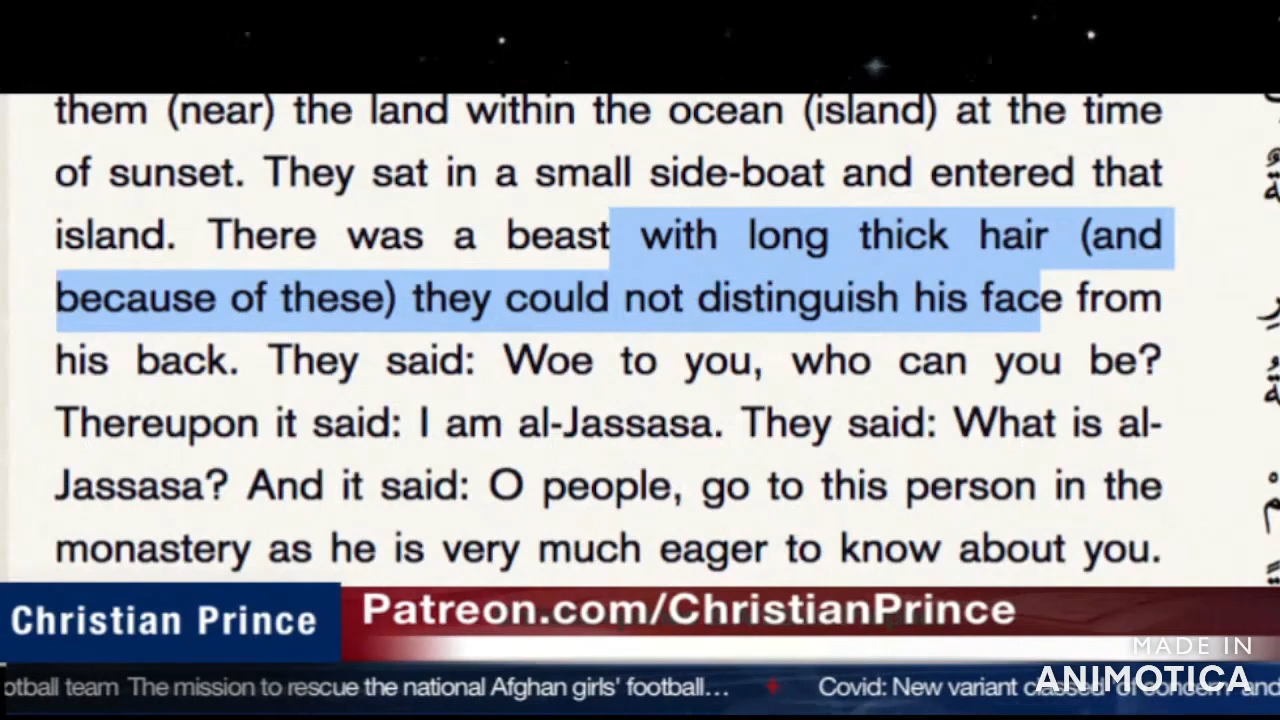 them (near) the land within the ocean (island) at the time
of sunset. They sat in a small side-boat and entered that
island. There was a beast with long thick hair (and
because of these) they could not distinguish his face from
his back. They said: Woe to you, who can you be?
Thereupon it said: I am al-Jassasa. They said: What is al-
Jassasa? And it said: O people, go to this person in the
monastery as he is very much eager to know about you.
Christian Prince
Patreon.com/ChristianPrince
MADE IN
ANIMOTICA
otball team The mission to rescue the national Afghan girls' football... Covid: New variant classed 'of concern' and